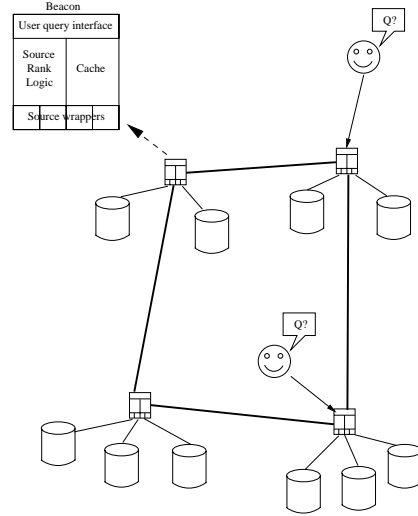 Beacon
User query interface
Source
Rank
Logic
Cache
Source wrappers
Q?
Q?